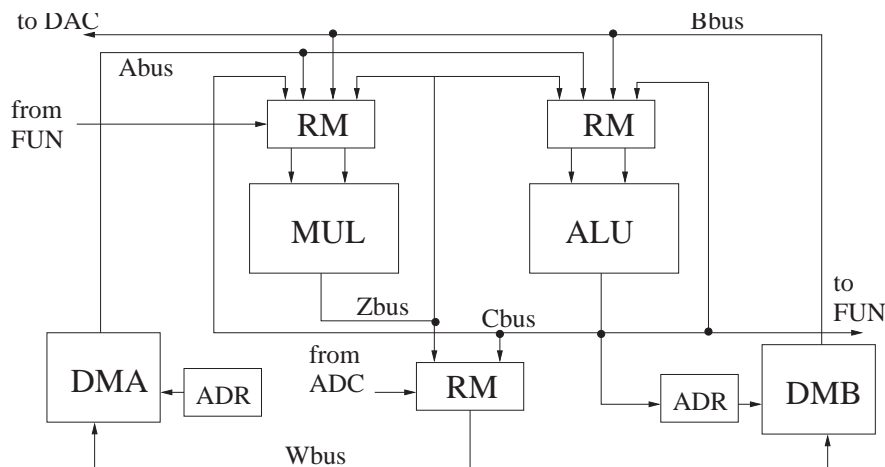 to DAC
Bbus
Abus
from
FUN
RM
RM
MUL
ALU
to
FUN
Zbus
Cbus
from
ADC
DMA
ADR
RM
ADR
DMB
Wbus